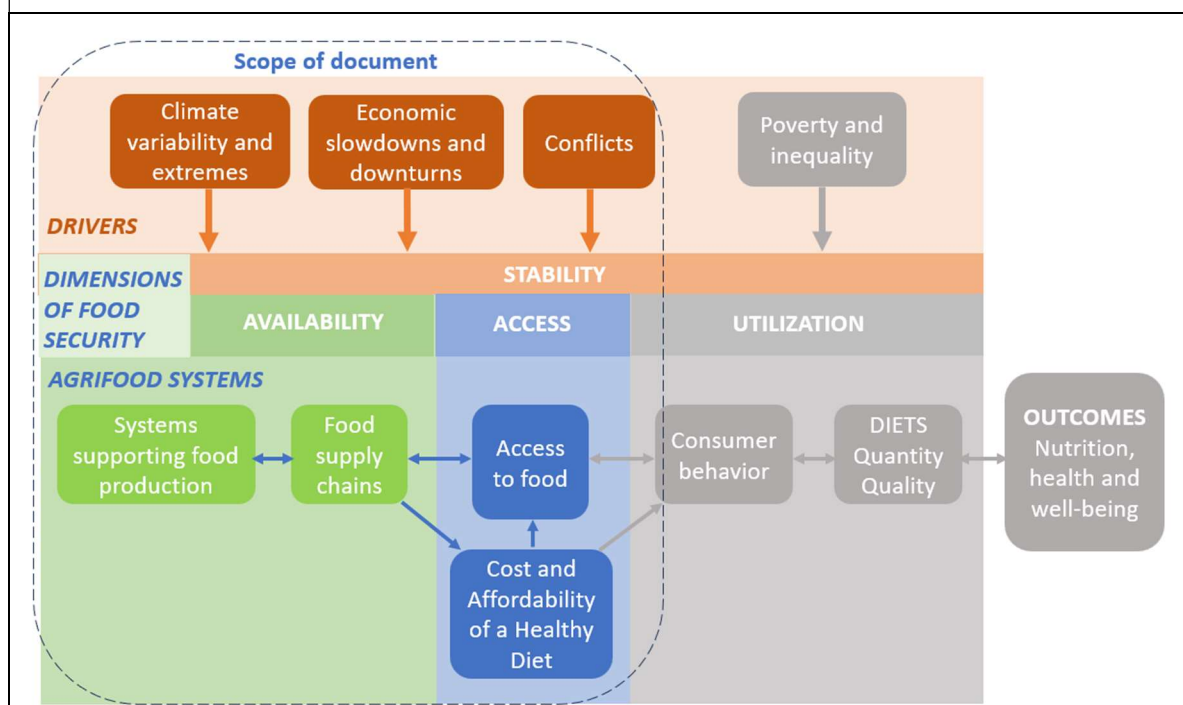 Scope of document
Climate
variability and
extremes
Economic
slowdowns and
downturns
Conflicts
Poverty and
inequality
DRIVERS
DIMENSIONS
OF FOOD
SECURITY
STABILITY
AVAILABILITY
ACCESS
UTILIZATION
AGRIFOOD SYSTEMS
Systems
supporting food
production
Food
supply
chains
Access
to food
Consumer
behavior
DIETS
Quantity
Quality
OUTCOMES
Nutrition,
health and
well-being
Cost and
Affordability
of a Healthy
Diet